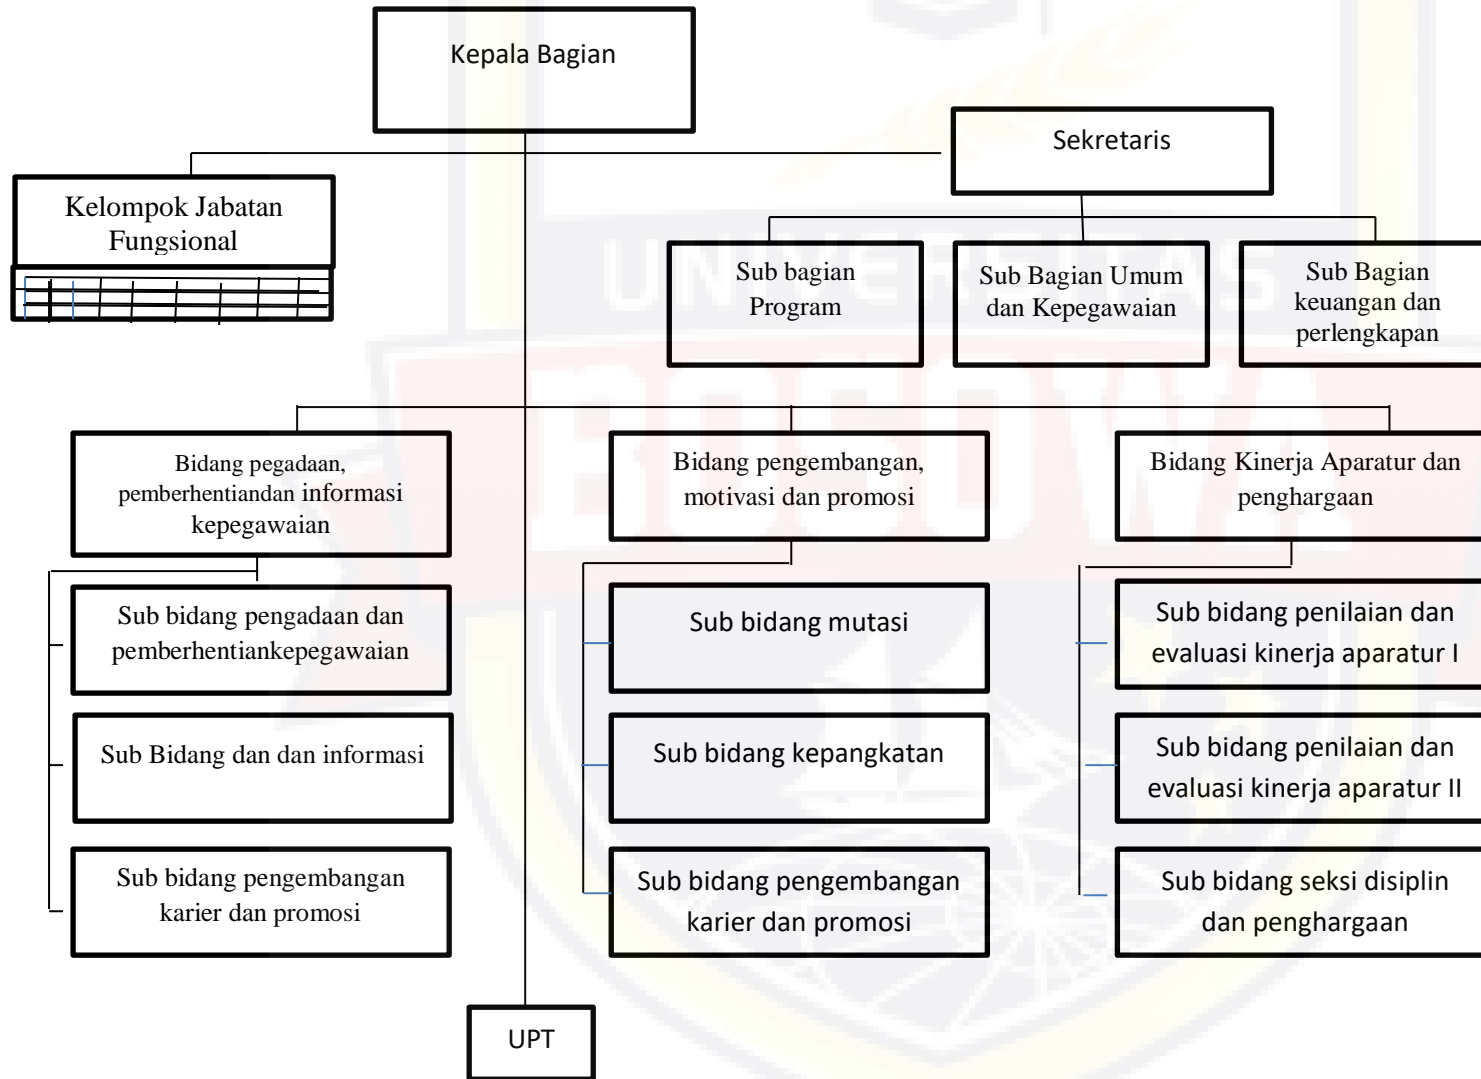 Kepala Bagian
Sekretaris
Kelompok Jabatan
Fungsional
Sub bagian
Program
Sub Bagian Umum
dan Kepegawaian
Sub Bagian
keuangan dan
perlengkapan
UNIVERSITAS
BOSOWA
Bidang pegadaan,
pemberhentiandan informasi
kepegawaian
Bidang pengembangan,
motivasi dan promosi
Bidang Kinerja Aparatur dan
penghargaan
Sub bidang pengadaan dan
pemberhentiankepegawaian
Sub bidang mutasi
Sub bidang penilaian dan
evaluasi kinerja aparatur I
Sub Bidang dan dan informasi
Sub bidang kepangkatan
Sub bidang penilaian dan
evaluasi kinerja aparatur II
Sub bidang pengembangan
karier dan promosi
Sub bidang pengembangan
karier dan promosi
Sub bidang seksi disiplin
dan penghargaan
UPT